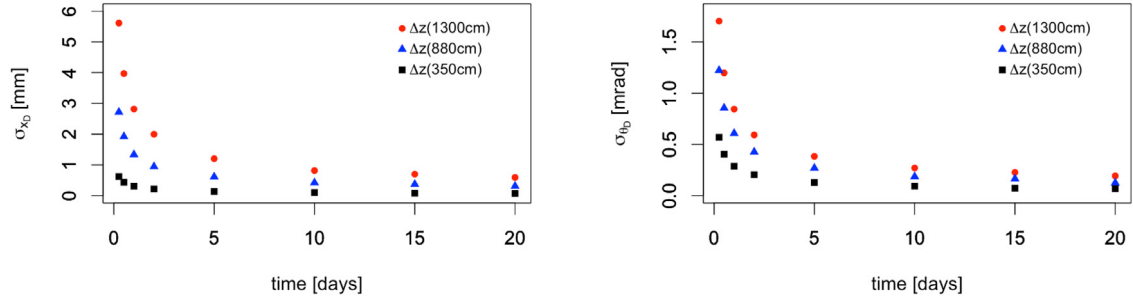 σxD [mm]
6
5
4
3
2
1
0
Δz(1300cm)
Δz(880cm)
Δz(350cm)
0 5 10 15 20
time [days]
σθD [mrad]
1.5
1.0
0.5
0.0
Δz(1300cm)
Δz(880cm)
Δz(350cm)
0 5 10 15 20
time [days]